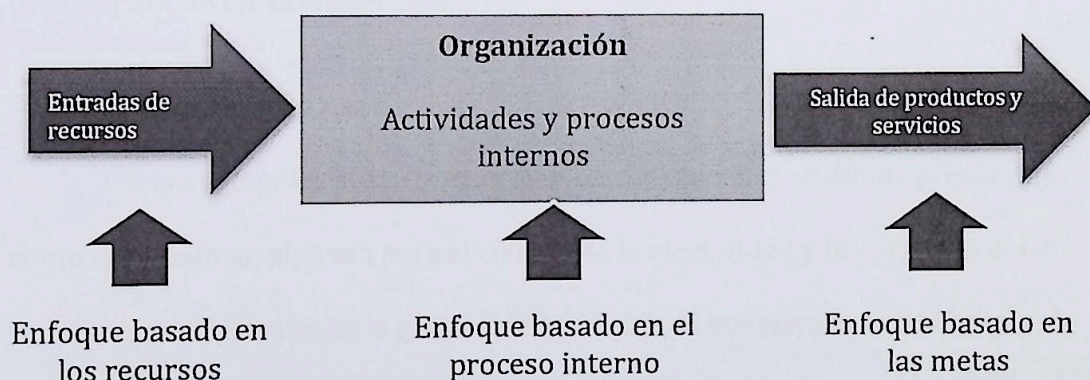 Entradas de
recursos
Organización
Actividades y procesos
internos
Salida de productos y
servicios
Enfoque basado en
los recursos
Enfoque basado en el
proceso interno
Enfoque basado en
las metas